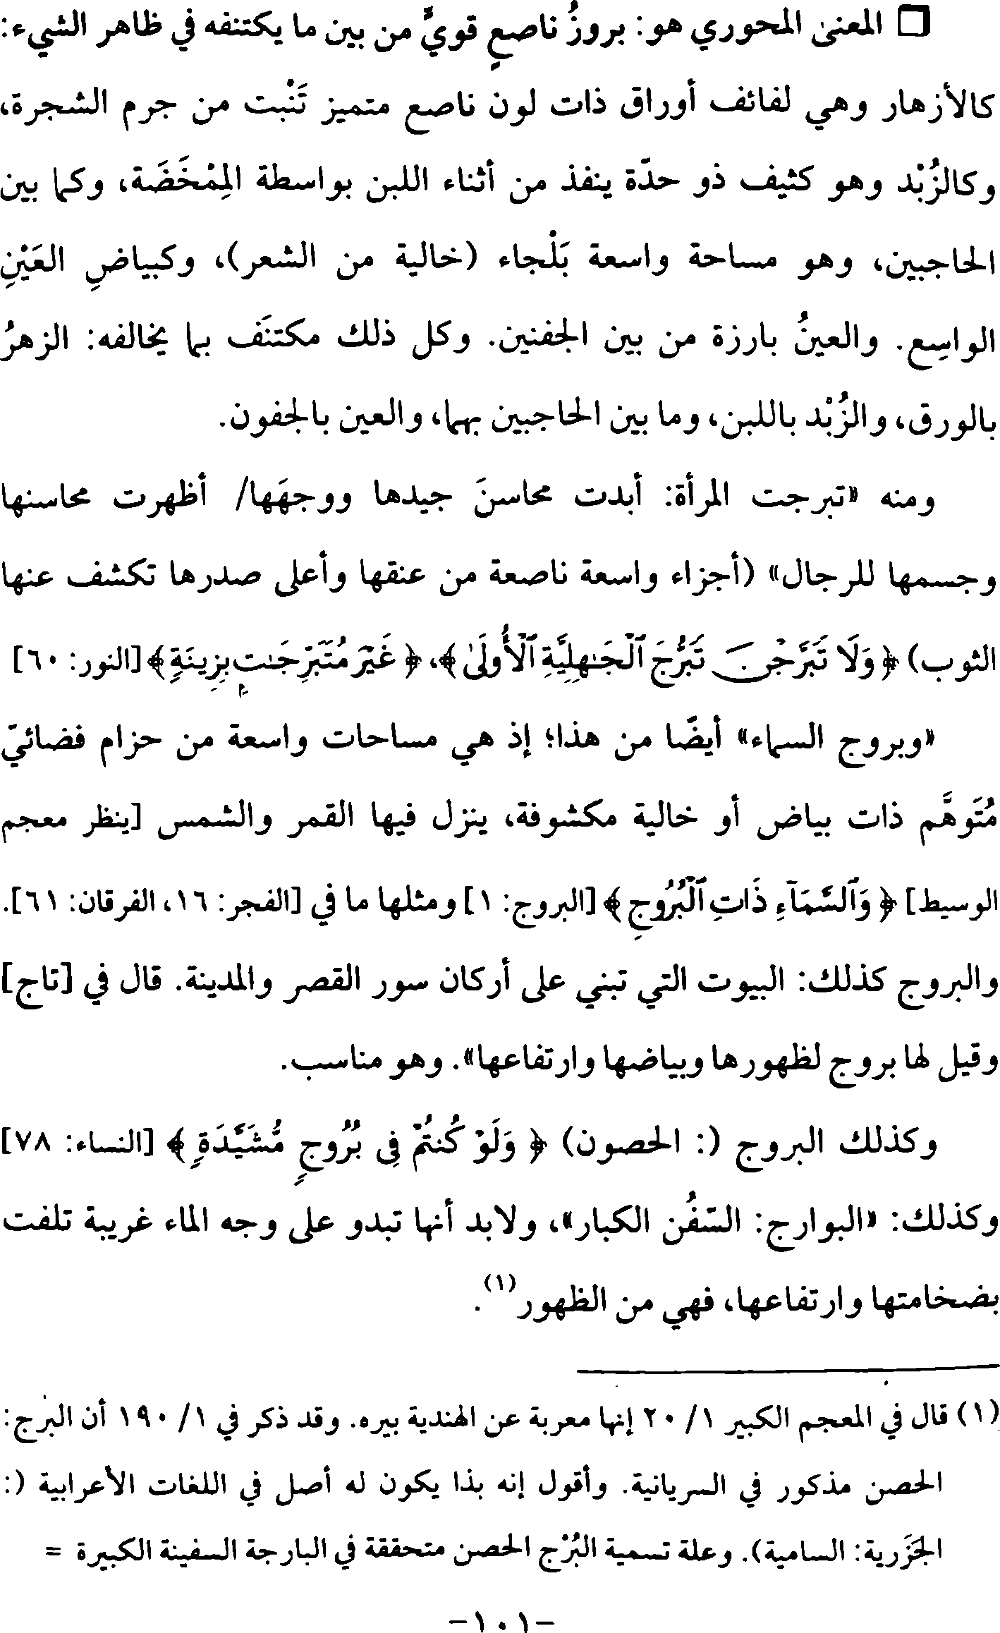 □ المعنى المحوري هو: بروزُ ناصعٍ قويٌّ من بين ما يكتنفه في ظاهر الشيء:
كالأزهار وهي لفائف أوراق ذات لون ناصع متميز تَنْبت من جرم الشجرة،
وكالزُبْد وهو كثيف ذو حدّة ينفذ من أثناء اللبن بواسطة المِمْخَضَة، وكما بين
الحاجبين، وهو مساحة واسعة بَلْجاء (خالية من الشعر)، وكبياضِ العَيْنِ
الواسِع. والعينُ بارزة من بين الجفنين. وكل ذلك مكتنَف بما يخالفه: الزهرُ
بالورق، والزُبْد باللبن، وما بين الحاجبين بهما، والعين بالجفون.
ومنه «تبرجت المرأة: أبدت محاسنَ جيدها ووجهَها/ أظهرت محاسنها
وجسمها للرجال» (أجزاء واسعة ناصعة من عنقها وأعلى صدرها تكشف عنها
الثوب) ﴿ وَلَا تَبَرَّجْنَ تَبَرُّجَ ٱلْجَـٰهِلِيَّةِ ٱلْأُولَىٰ ﴾، ﴿ غَيْرَ مُتَبَرِّجَـٰتٍۭ بِزِينَةٍ ﴾ [النور: ٦٠]
«وبروج السماء» أيضًا من هذا؛ إذ هي مساحات واسعة من حزام فضائيّ
مُتَوهَّم ذات بياض أو خالية مكشوفة، ينزل فيها القمر والشمس [ينظر معجم
الوسيط] ﴿ وَٱلسَّمَآءِ ذَاتِ ٱلْبُرُوجِ ﴾ [البروج: ١] ومثلها ما في [الفجر: ١٦، الفرقان: ٦١].
والبروج كذلك: البيوت التي تبني على أركان سور القصر والمدينة. قال في [تاج]
وقيل لها بروج لظهورها وبياضها وارتفاعها». وهو مناسب.
وكذلك البروج (: الحصون) ﴿ وَلَوْ كُنتُمْ فِى بُرُوجٍ مُّشَيَّدَةٍ ﴾ [النساء: ٧٨]
وكذلك: «البوارج: السّفُن الكبار»، ولابد أنها تبدو على وجه الماء غريبة تلفت
بضخامتها وارتفاعها، فهي من الظهور(١).
(١) قال في المعجم الكبير ١/ ٢٠ إنها معربة عن الهندية بيره. وقد ذكر في ١/ ١٩٠ أن البرج:
الحصن مذكور في السريانية. وأقول إنه بذا يكون له أصل في اللغات الأعرابية (:
الجَزَرية: السامية). وعلة تسمية البُرْج الحصن متحققة في البارجة السفينة الكبيرة =
-١٠١-